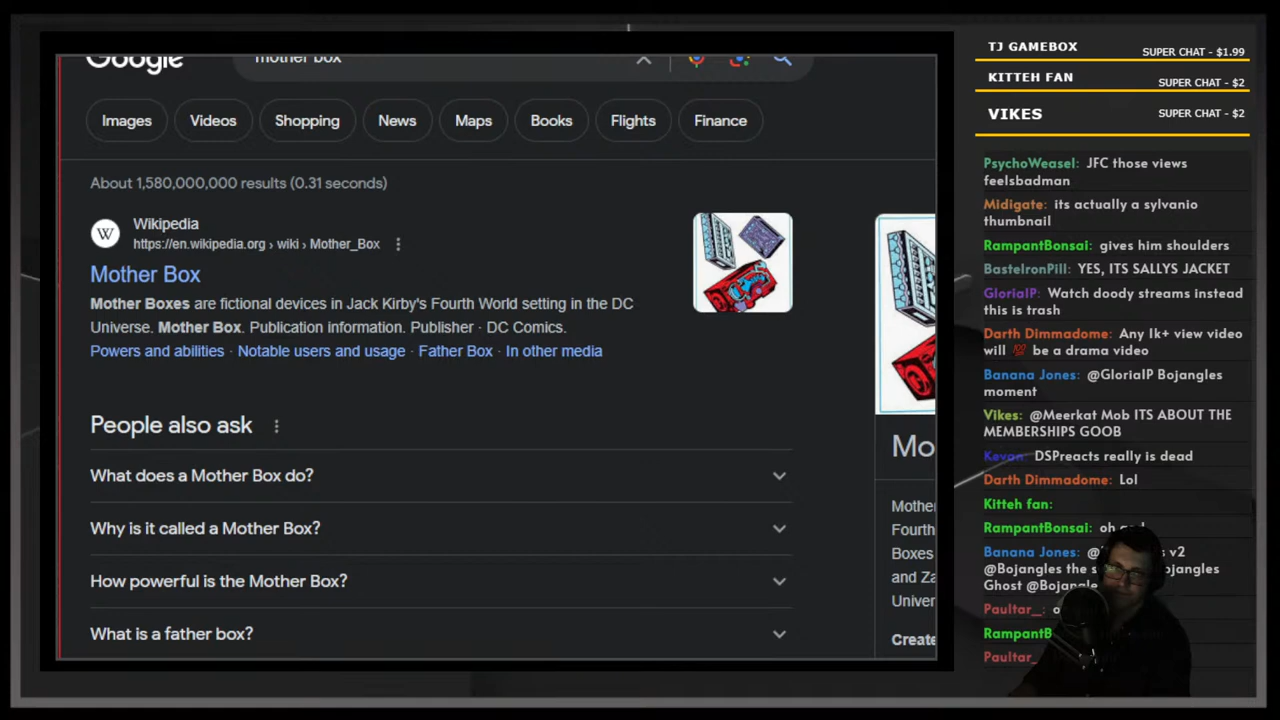 Google
mother box
Images
Videos
Shopping
News
Maps
Books
Flights
Finance
About 1,580,000,000 results (0.31 seconds)
W
Wikipedia
https://en.wikipedia.org › wiki › Mother_Box
Mother Box
Mother Boxes are fictional devices in Jack Kirby's Fourth World setting in the DC
Universe. Mother Box. Publication information. Publisher · DC Comics.
Powers and abilities · Notable users and usage · Father Box · In other media
People also ask
What does a Mother Box do?
Why is it called a Mother Box?
How powerful is the Mother Box?
What is a father box?
Mo
Mother
Fourth
Boxes
and Za
Univer
Create
TJ GAMEBOX
SUPER CHAT - $1.99
KITTEH FAN
SUPER CHAT - $2
VIKES
SUPER CHAT - $2
PsychoWeasel: JFC those views
feelsbadman
Midigate: its actually a sylvanio
thumbnail
RampantBonsai: gives him shoulders
BasteIronPill: YES, ITS SALLYS JACKET
GloriaIP: Watch doody streams instead
this is trash
Darth Dimmadome: Any 1k+ view video
will 💯 be a drama video
Banana Jones: @GloriaIP Bojangles
moment
Vikes: @Meerkat Mob ITS ABOUT THE
MEMBERSHIPS GOOB
Kevan: DSPreacts really is dead
Darth Dimmadome: Lol
Kitteh fan:
RampantBonsai: oh
Banana Jones: v2
@Bojangles the
Ghost
Paultar_:
RampantB
Paultar_